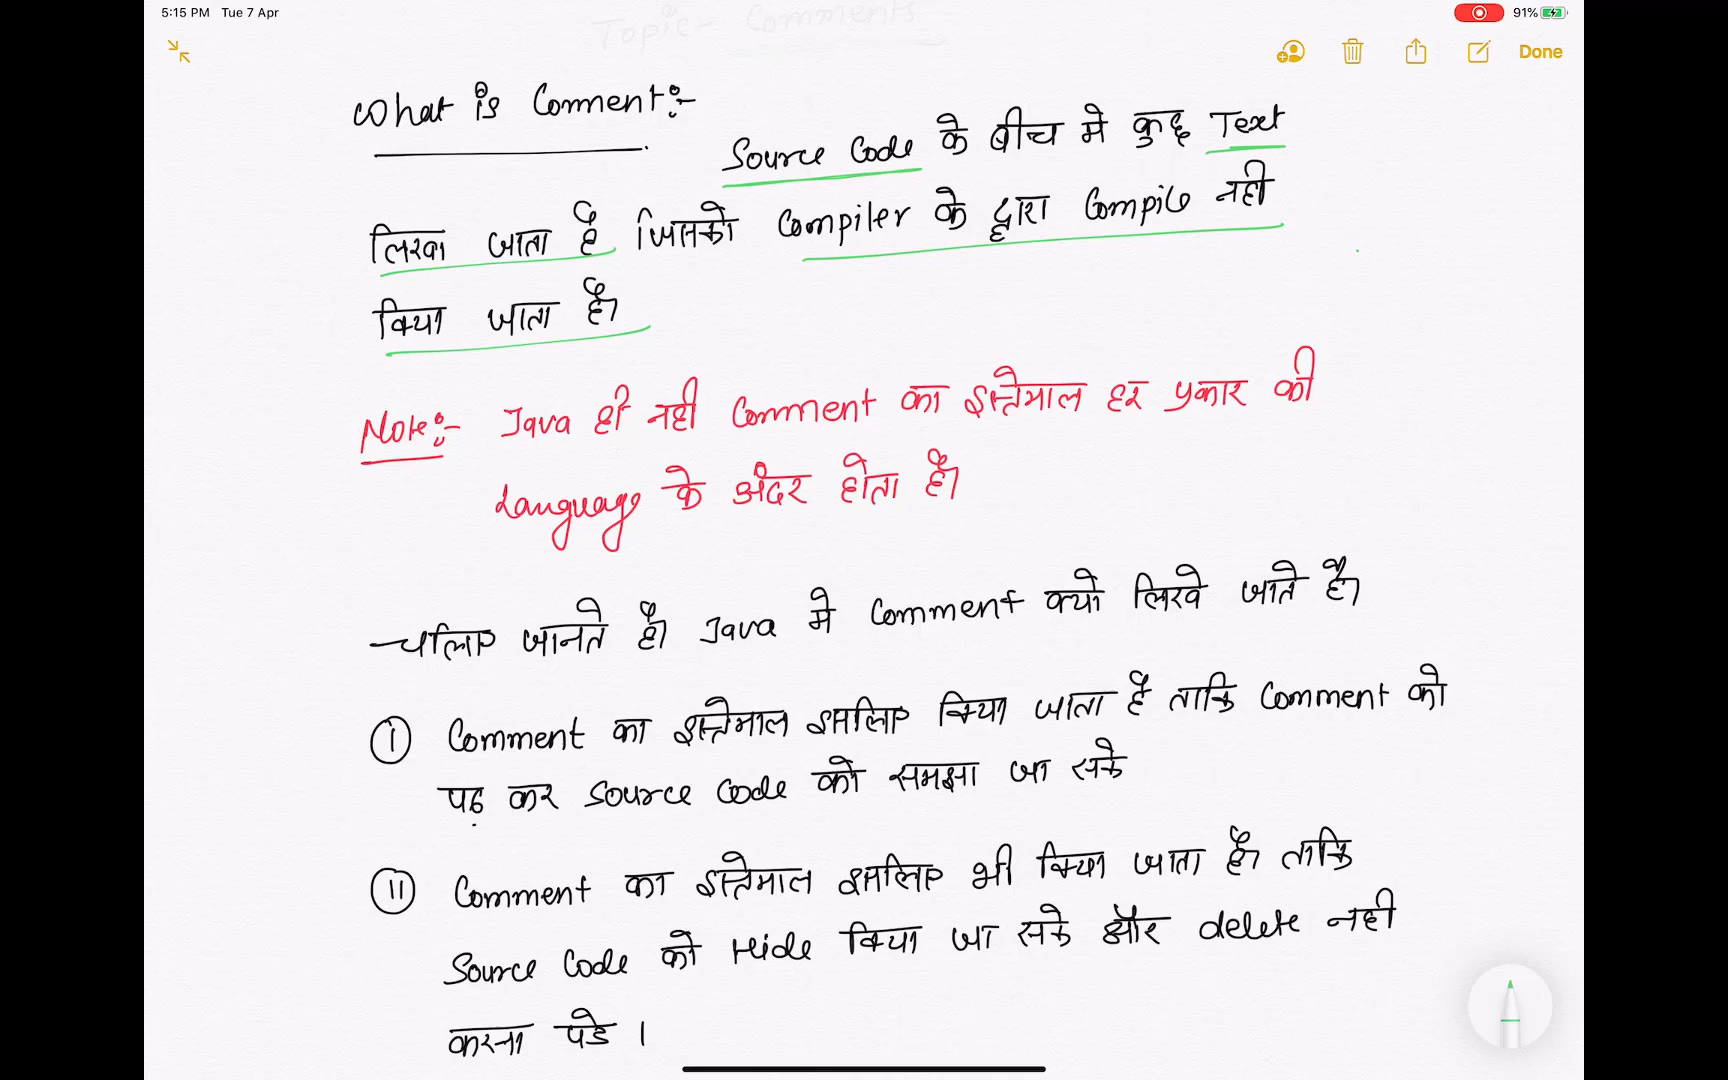 5:15 PM Tue 7 Apr
91%
Topic- Comments
Done
What is Comment:-
Source Code के बीच मे कुछ Text
लिखा जाता है जिसको Compiler के द्वारा Compile नही
किया जाता है।
Note:- Java ही नही Comment का इस्तेमाल हर प्रकार की
Language के अंदर होता है।
चलिए जानते है। Java मे Comment क्यो लिखे जाते है।
I Comment का इस्तेमाल इसलिए किया जाता है ताकि Comment को
पढ़ कर Source Code को समझा जा सके
II Comment का इस्तेमाल इसलिए भी किया जाता है। ताकि
Source Code को Hide किया जा सके और delete नही
करना पडे ।